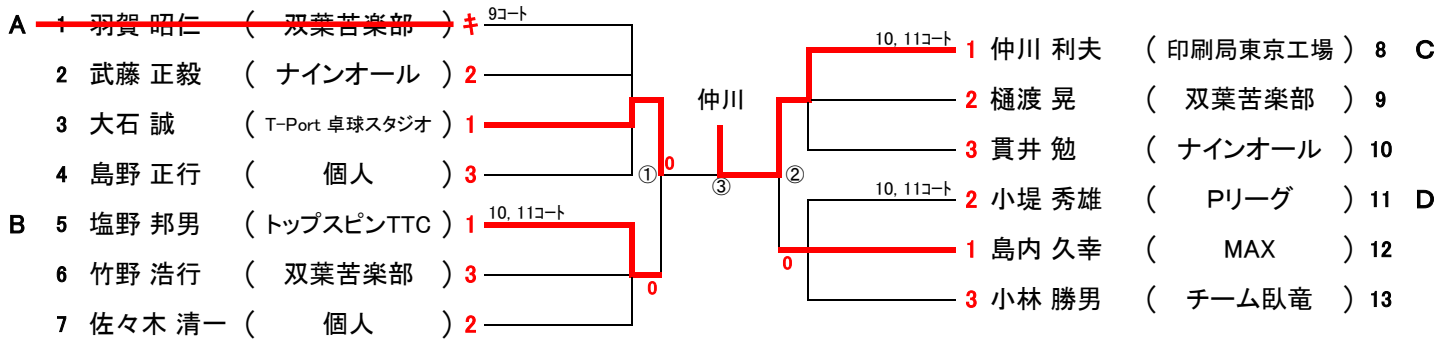 A 1 羽賀 昭仁 ( 双葉苦楽部 ) キ 9コート
2 武藤 正毅 ( ナインオール ) 2
3 大石 誠 ( T-Port 卓球スタジオ ) 1
4 島野 正行 ( 個人 ) 3
B 5 塩野 邦男 ( トップスピンTTC ) 1 10, 11コート
6 竹野 浩行 ( 双葉苦楽部 ) 3
7 佐々木 清一 ( 個人 ) 2
① 0
0
仲川
③
②
0
10, 11コート 1 仲川 利夫 ( 印刷局東京工場 ) 8 C
2 樋渡 晃 ( 双葉苦楽部 ) 9
3 貫井 勉 ( ナインオール ) 10
10, 11コート 2 小堤 秀雄 ( Pリーグ ) 11 D
1 島内 久幸 ( MAX ) 12
3 小林 勝男 ( チーム臥竜 ) 13